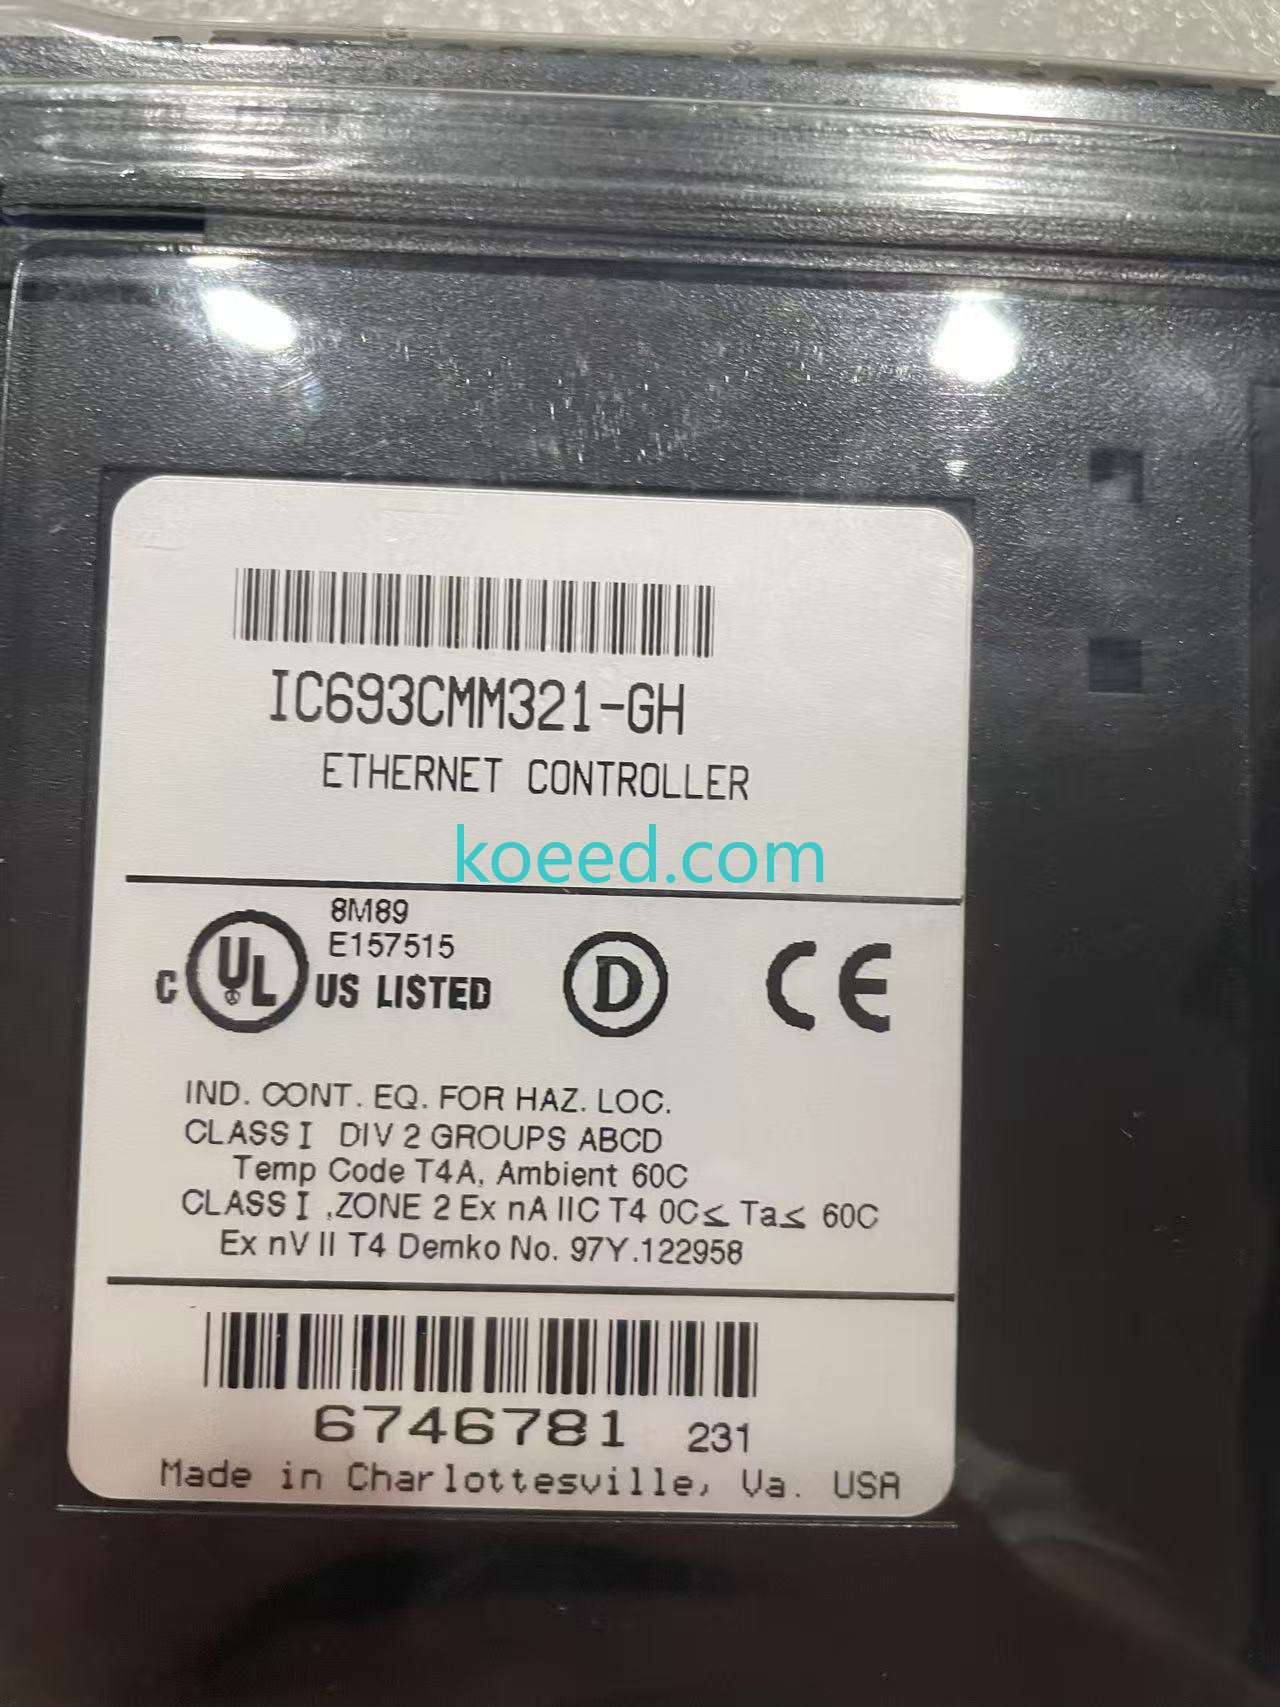 IC693CMM321-GH
ETHERNET CONTROLLER
koeed.com
8M89
E157515
C UL US LISTED
D
CE
IND. CONT. EQ. FOR HAZ. LOC.
CLASS I DIV 2 GROUPS ABCD
Temp Code T4A, Ambient 60C
CLASS I ,ZONE 2 Ex nA IIC T4 0C≤ Ta≤ 60C
Ex nV II T4 Demko No. 97Y.122958
6746781 231
Made in Charlottesville, Va. USA